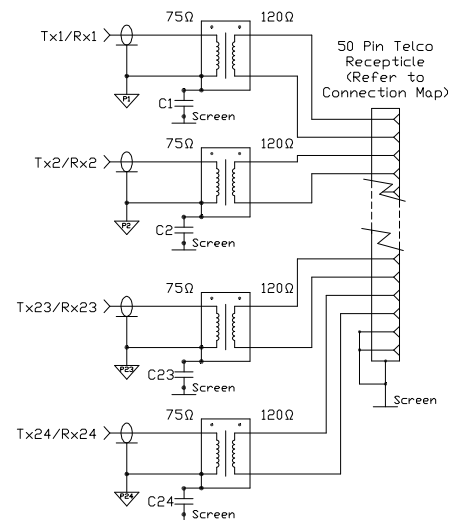 75Ω 120Ω
Tx1/Rx1
50 Pin Telco
Recepticle
(Refer to
Connection Map)
P1
C1
Screen
75Ω 120Ω
Tx2/Rx2
P2
C2
Screen
75Ω 120Ω
Tx23/Rx23
P23
C23
Screen
Screen
75Ω 120Ω
Tx24/Rx24
P24
C24
Screen